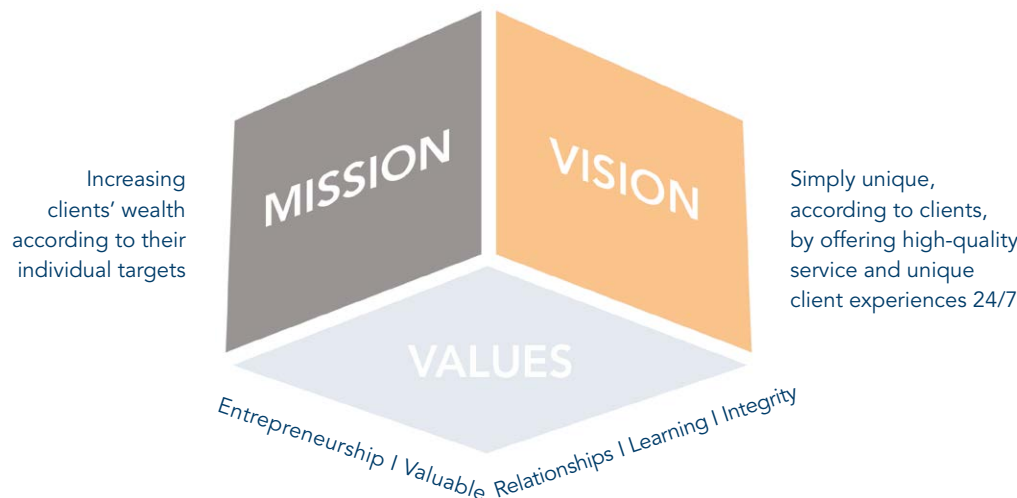 MISSION
VISION
Increasing
clients’ wealth
according to their
individual targets
Simply unique,
according to clients,
by offering high-quality
service and unique
client experiences 24/7
VALUES
Entrepreneurship | Valuable Relationships | Learning | Integrity